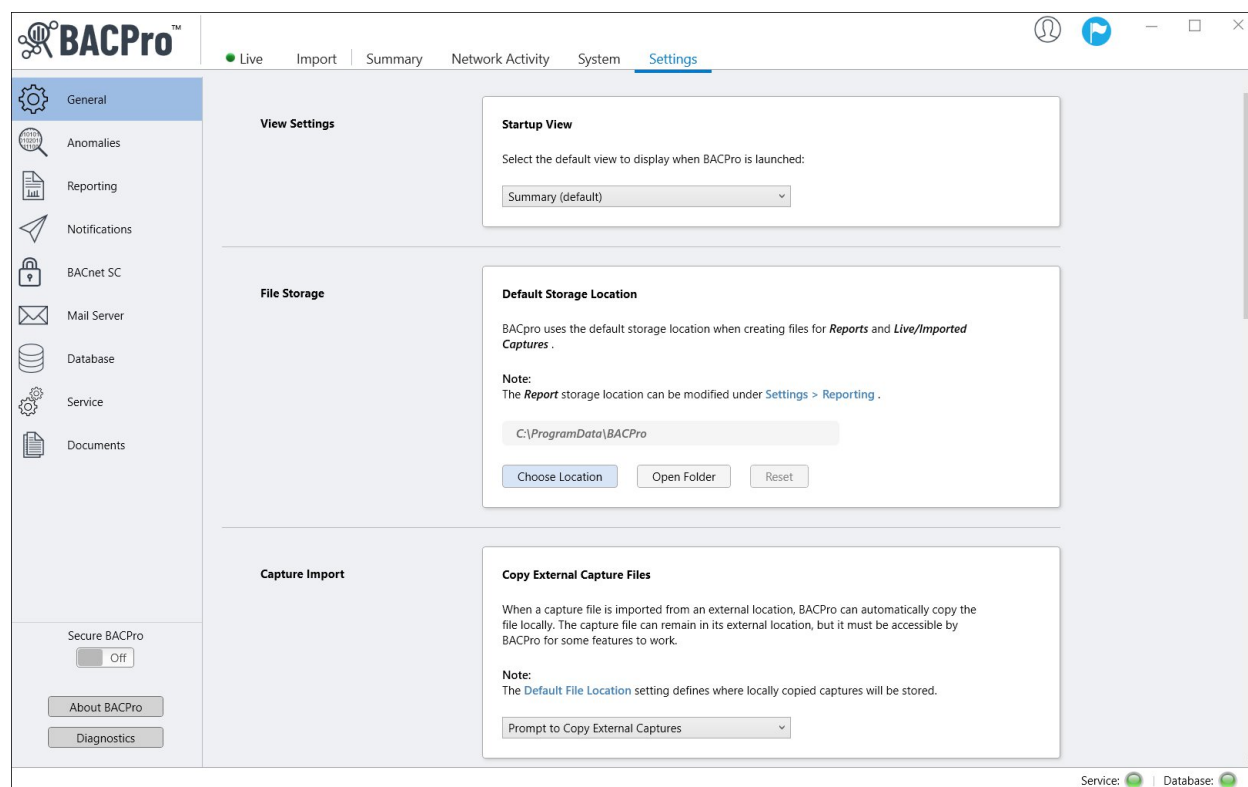 BACPro™
Live
Import
Summary
Network Activity
System
Settings
General
Anomalies
Reporting
Notifications
BACnet SC
Mail Server
Database
Service
Documents
Secure BACPro
Off
About BACPro
Diagnostics
View Settings
Startup View
Select the default view to display when BACPro is launched:
Summary (default)
File Storage
Default Storage Location
BACpro uses the default storage location when creating files for Reports and Live/Imported
Captures .
Note:
The Report storage location can be modified under Settings > Reporting .
C:\ProgramData\BACPro
Choose Location
Open Folder
Reset
Capture Import
Copy External Capture Files
When a capture file is imported from an external location, BACPro can automatically copy the
file locally. The capture file can remain in its external location, but it must be accessible by
BACPro for some features to work.
Note:
The Default File Location setting defines where locally copied captures will be stored.
Prompt to Copy External Captures
Service:
Database: